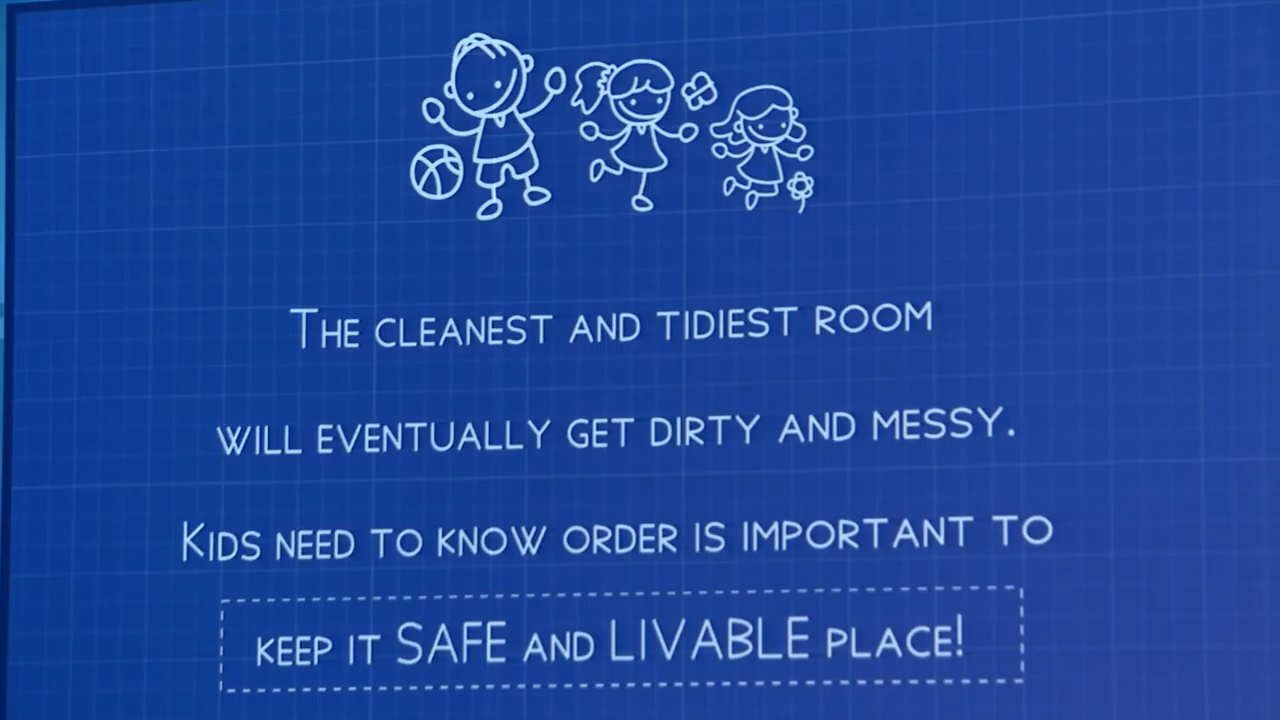 The cleanest and tidiest room
will eventually get dirty and messy.
Kids need to know order is important to
keep it SAFE and LIVABLE place!